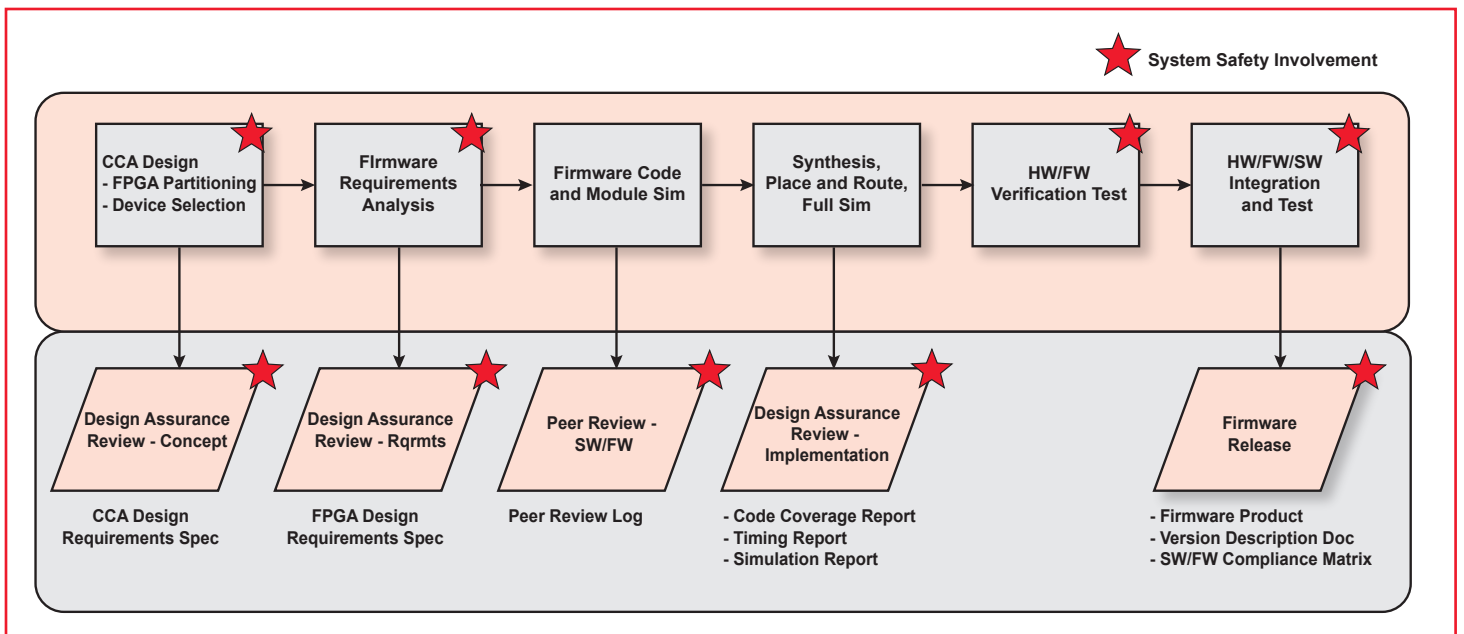 System Safety Involvement
CCA Design
- FPGA Partitioning
- Device Selection
FIrmware
Requirements
Analysis
Firmware Code
and Module Sim
Synthesis,
Place and Route,
Full Sim
HW/FW
Verification Test
HW/FW/SW
Integration
and Test
Design Assurance
Review - Concept
Design Assurance
Review - Rqrmts
Peer Review -
SW/FW
Design Assurance
Review -
Implementation
Firmware
Release
CCA Design
Requirements Spec
FPGA Design
Requirements Spec
Peer Review Log
- Code Coverage Report
- Timing Report
- Simulation Report
- Firmware Product
- Version Description Doc
- SW/FW Compliance Matrix